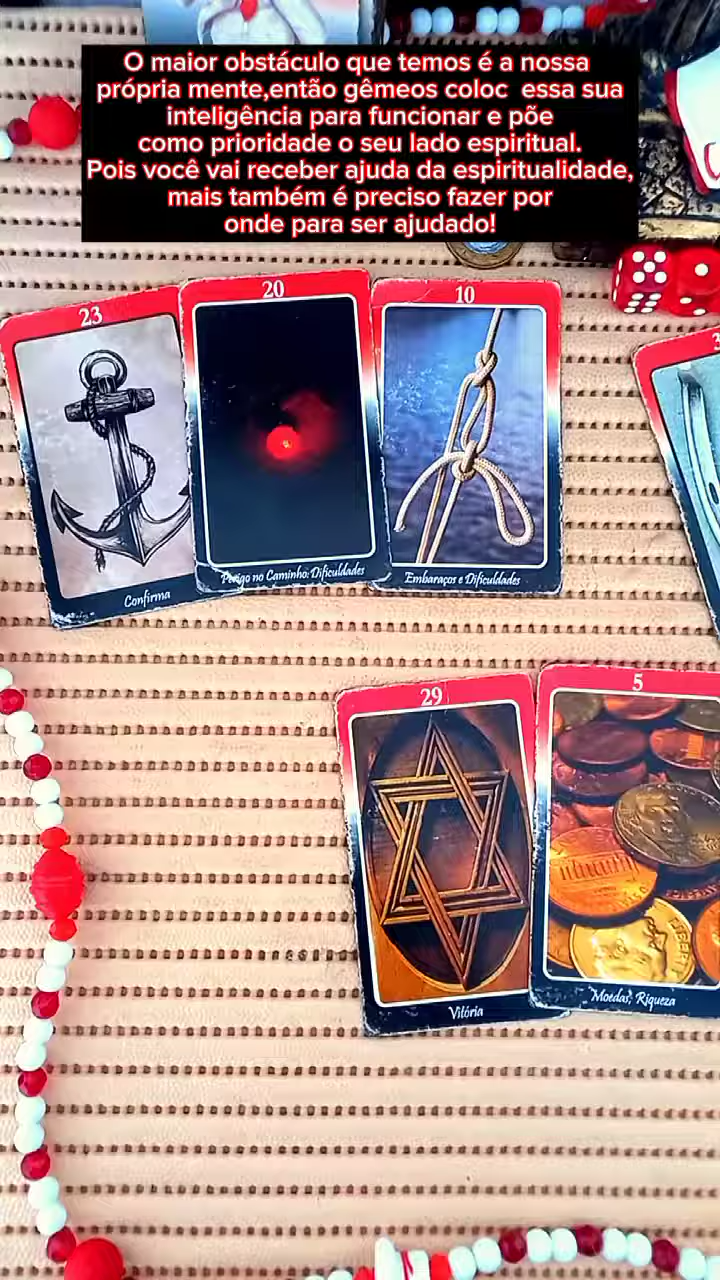 O maior obstáculo que temos é a nossa
própria mente,então gêmeos coloc essa sua
inteligência para funcionar e põe
como prioridade o seu lado espiritual.
Pois você vai receber ajuda da espiritualidade,
mais também é preciso fazer por
onde para ser ajudado!
23
20
10
Confirma
Perigo no Caminho: Dificuldades
Embaraços e Dificuldades
29
5
LIBERTY
Vitória
Moedas, Riqueza